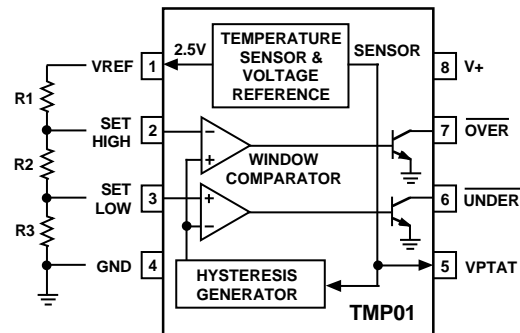 TEMPERATURE
SENSOR &
VOLTAGE
REFERENCE
2.5V
SENSOR
VREF
1
8
V+
R1
SET
HIGH
2
7
OVER
R2
WINDOW
COMPARATOR
SET
LOW
3
6
UNDER
R3
GND
4
5
VPTAT
HYSTERESIS
GENERATOR
TMP01